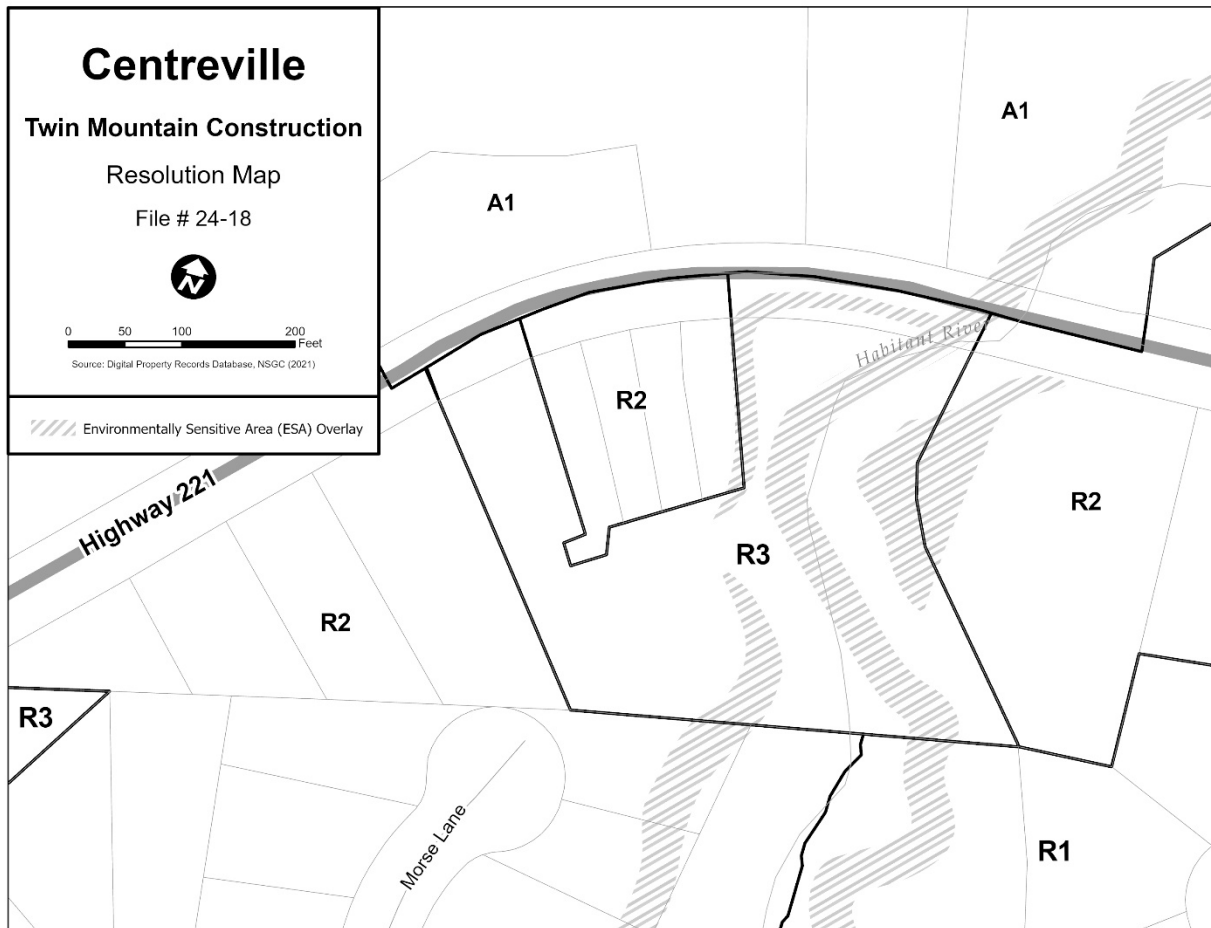 Centreville
Twin Mountain Construction
Resolution Map
File # 24-18
N
0 50 100 200
Feet
Source: Digital Property Records Database, NSGC (2021)
Environmentally Sensitive Area (ESA) Overlay
A1
A1
Habitant River
R2
R2
Highway 221
R3
R2
R3
Morse Lane
R1